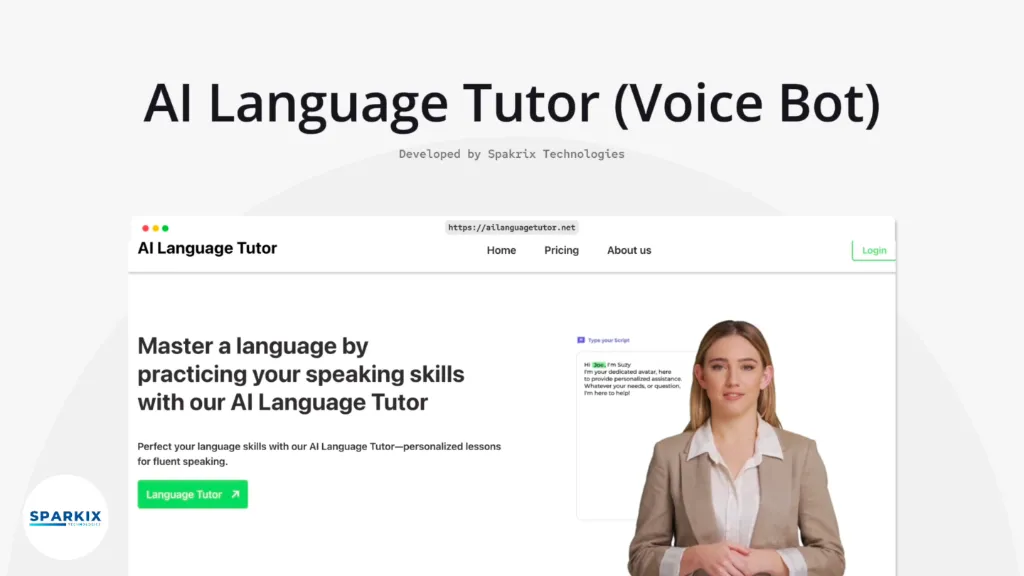 AI Language Tutor (Voice Bot)
Developed by Spakrix Technologies
https://ailanguagetutor.net
AI Language Tutor
Home
Pricing
About us
Login
Master a language by
practicing your speaking skills
with our AI Language Tutor
Type your Script
Hi Joe, I'm Suzy
I'm your dedicated avatar, here
to provide personalized assistance.
Whatever your needs, or question,
I'm here to help!
Perfect your language skills with our AI Language Tutor—personalized lessons
for fluent speaking.
Language Tutor
SPARKIX
TECHNOLOGIES